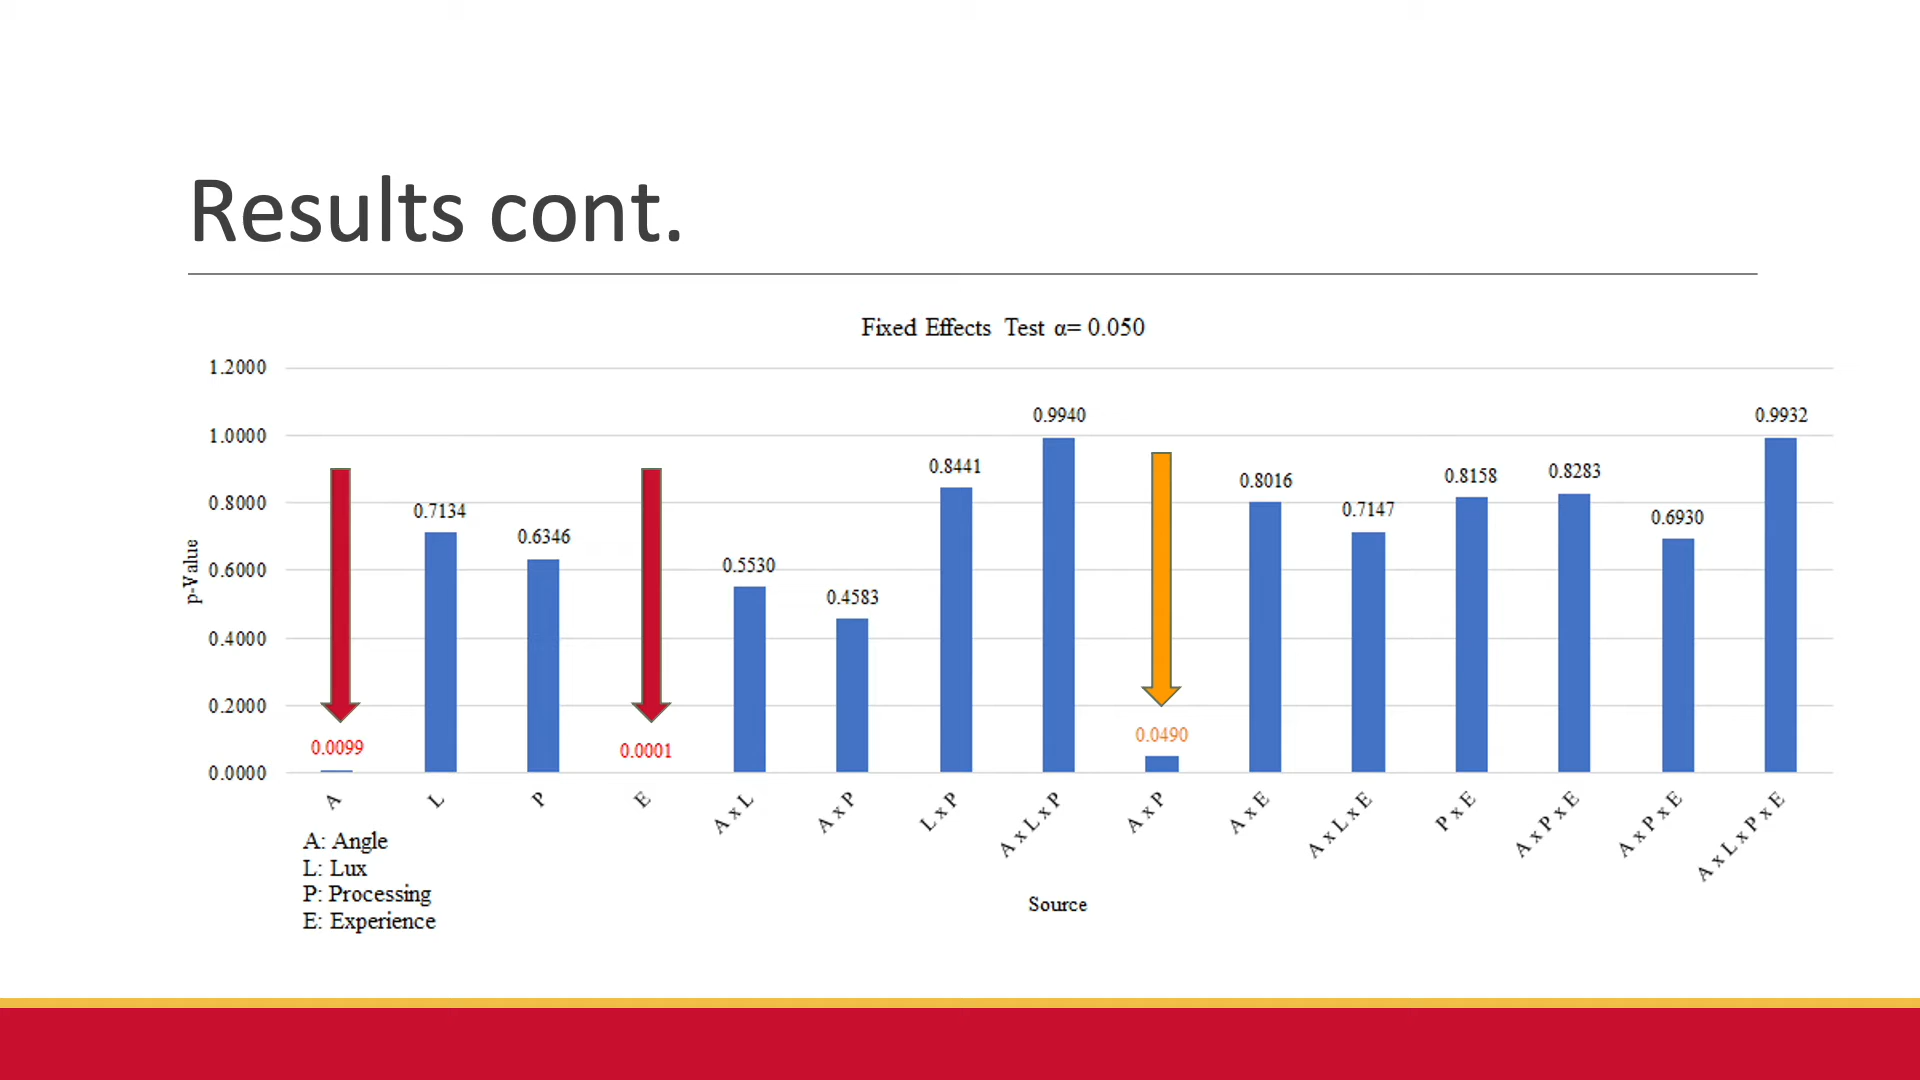 Results cont.
Fixed Effects Test α= 0.050
1.2000
1.0000
0.8000
0.6000
0.4000
0.2000
0.0000
p-Value
0.0099
0.7134
0.6346
0.0001
0.5530
0.4583
0.8441
0.9940
0.0490
0.8016
0.7147
0.8158
0.8283
0.6930
0.9932
A
L
P
E
A x L
A x P
L x P
A x L x P
A x P
A x E
A x L x E
P x E
A x P x E
A x P x E
A x L x P x E
Source
A: Angle
L: Lux
P: Processing
E: Experience